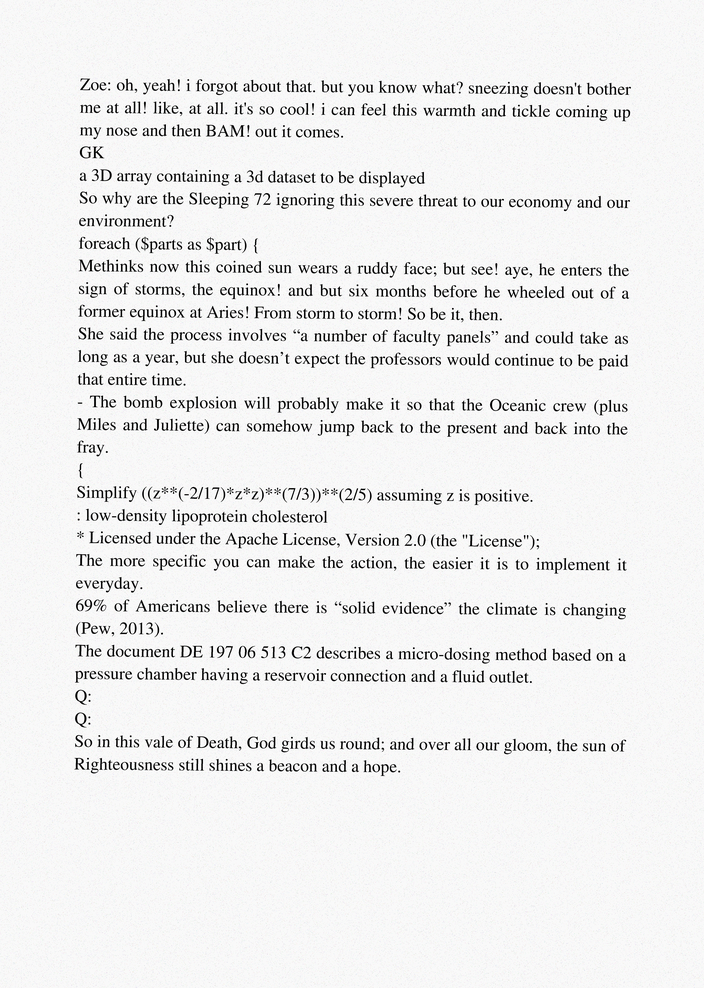 Zoe: oh, yeah! i forgot about that. but you know what? sneezing doesn't bother
me at all! like, at all. it's so cool! i can feel this warmth and tickle coming up
my nose and then BAM! out it comes.
GK
a 3D array containing a 3d dataset to be displayed
So why are the Sleeping 72 ignoring this severe threat to our economy and our
environment?
foreach ($parts as $part) {
Methinks now this coined sun wears a ruddy face; but see! aye, he enters the
sign of storms, the equinox! and but six months before he wheeled out of a
former equinox at Aries! From storm to storm! So be it, then.
She said the process involves “a number of faculty panels” and could take as
long as a year, but she doesn’t expect the professors would continue to be paid
that entire time.
- The bomb explosion will probably make it so that the Oceanic crew (plus
Miles and Juliette) can somehow jump back to the present and back into the
fray.
{
Simplify ((z**(-2/17)*z*z)**(7/3))**(2/5) assuming z is positive.
: low-density lipoprotein cholesterol
* Licensed under the Apache License, Version 2.0 (the "License");
The more specific you can make the action, the easier it is to implement it
everyday.
69% of Americans believe there is “solid evidence” the climate is changing
(Pew, 2013).
The document DE 197 06 513 C2 describes a micro-dosing method based on a
pressure chamber having a reservoir connection and a fluid outlet.
Q:
Q:
So in this vale of Death, God girds us round; and over all our gloom, the sun of
Righteousness still shines a beacon and a hope.